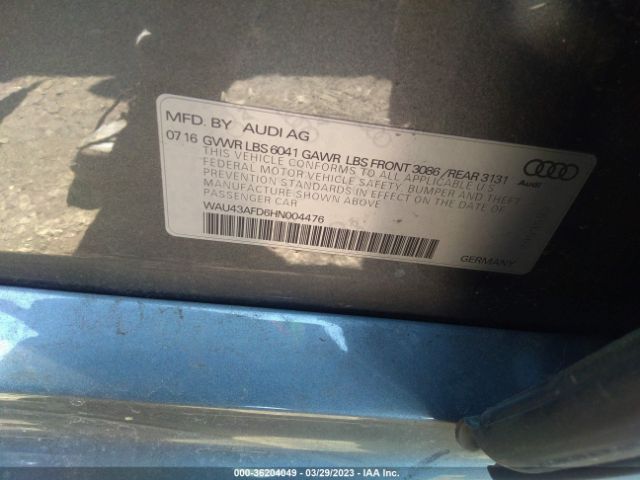 MFD. BY AUDI AG
07 16 GVWR LBS 6041 GAWR LBS FRONT 3086 / REAR 3131
THIS VEHICLE CONFORMS TO ALL APPLICABLE U.S
FEDERAL MOTOR VEHICLE SAFETY, BUMPER, AND THEFT
PREVENTION STANDARDS IN EFFECT ON THE DATE OF
MANUFACTURE SHOWN ABOVE
PASSENGER CAR
WAU43AFD6HN004476
Audi
GERMANY
000-36204049 - 03/29/2023 - IAA Inc.